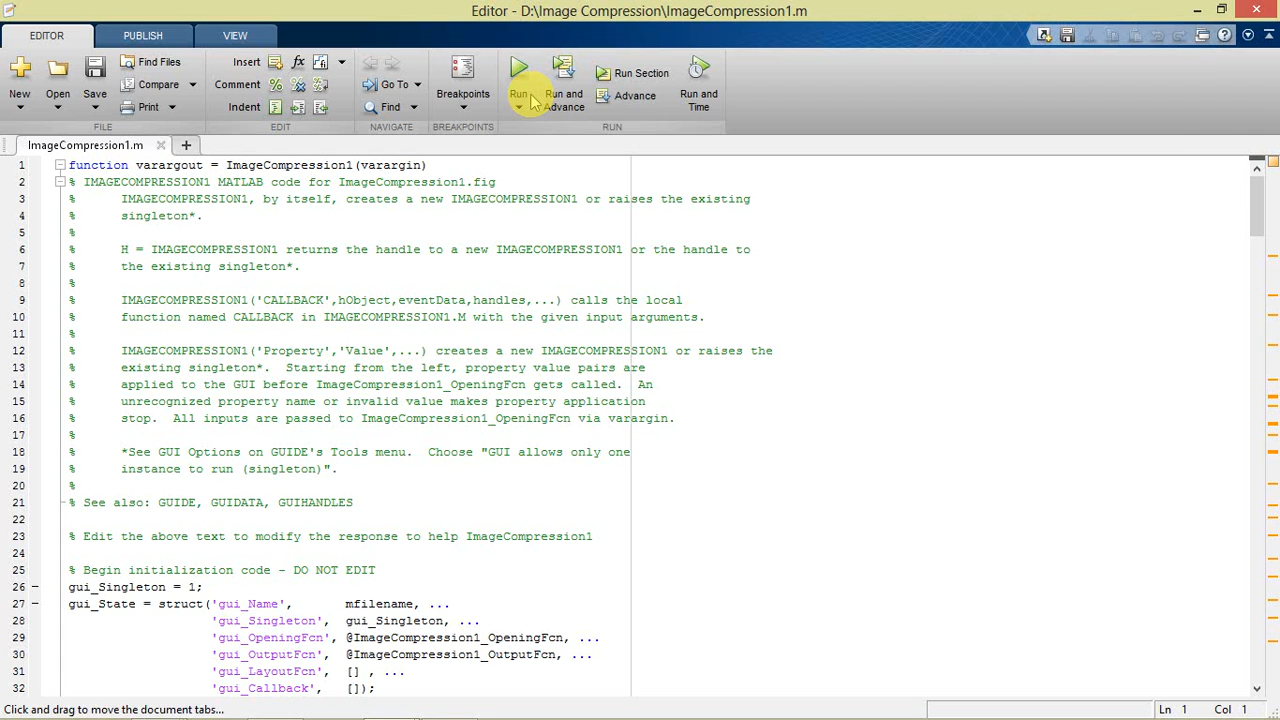 Editor - D:\Image Compression\ImageCompression1.m
EDITOR PUBLISH VIEW
New Open Save
Find Files
Compare
Print
FILE
Insert
Comment
Indent
EDIT
Go To
Find
NAVIGATE
Breakpoints
BREAKPOINTS
Run
Run and Advance
Run Section
Advance
Run and Time
RUN
ImageCompression1.m
1 function varargout = ImageCompression1(varargin)
2 % IMAGECOMPRESSION1 MATLAB code for ImageCompression1.fig
3 %      IMAGECOMPRESSION1, by itself, creates a new IMAGECOMPRESSION1 or raises the existing
4 %      singleton*.
5 %
6 %      H = IMAGECOMPRESSION1 returns the handle to a new IMAGECOMPRESSION1 or the handle to
7 %      the existing singleton*.
8 %
9 %      IMAGECOMPRESSION1('CALLBACK',hObject,eventData,handles,...) calls the local
10 %      function named CALLBACK in IMAGECOMPRESSION1.M with the given input arguments.
11 %
12 %      IMAGECOMPRESSION1('Property','Value',...) creates a new IMAGECOMPRESSION1 or raises the
13 %      existing singleton*.  Starting from the left, property value pairs are
14 %      applied to the GUI before ImageCompression1_OpeningFcn gets called.  An
15 %      unrecognized property name or invalid value makes property application
16 %      stop.  All inputs are passed to ImageCompression1_OpeningFcn via varargin.
17 %
18 %      *See GUI Options on GUIDE's Tools menu.  Choose "GUI allows only one
19 %      instance to run (singleton)".
20 %
21 % See also: GUIDE, GUIDATA, GUIHANDLES
22
23 % Edit the above text to modify the response to help ImageCompression1
24
25 % Begin initialization code - DO NOT EDIT
26 gui_Singleton = 1;
27 gui_State = struct('gui_Name',       mfilename, ...
28                    'gui_Singleton',  gui_Singleton, ...
29                    'gui_OpeningFcn', @ImageCompression1_OpeningFcn, ...
30                    'gui_OutputFcn',  @ImageCompression1_OutputFcn, ...
31                    'gui_LayoutFcn',  [] , ...
32                    'gui_Callback',   []);
Click and drag to move the document tabs...
Ln 1 Col 1